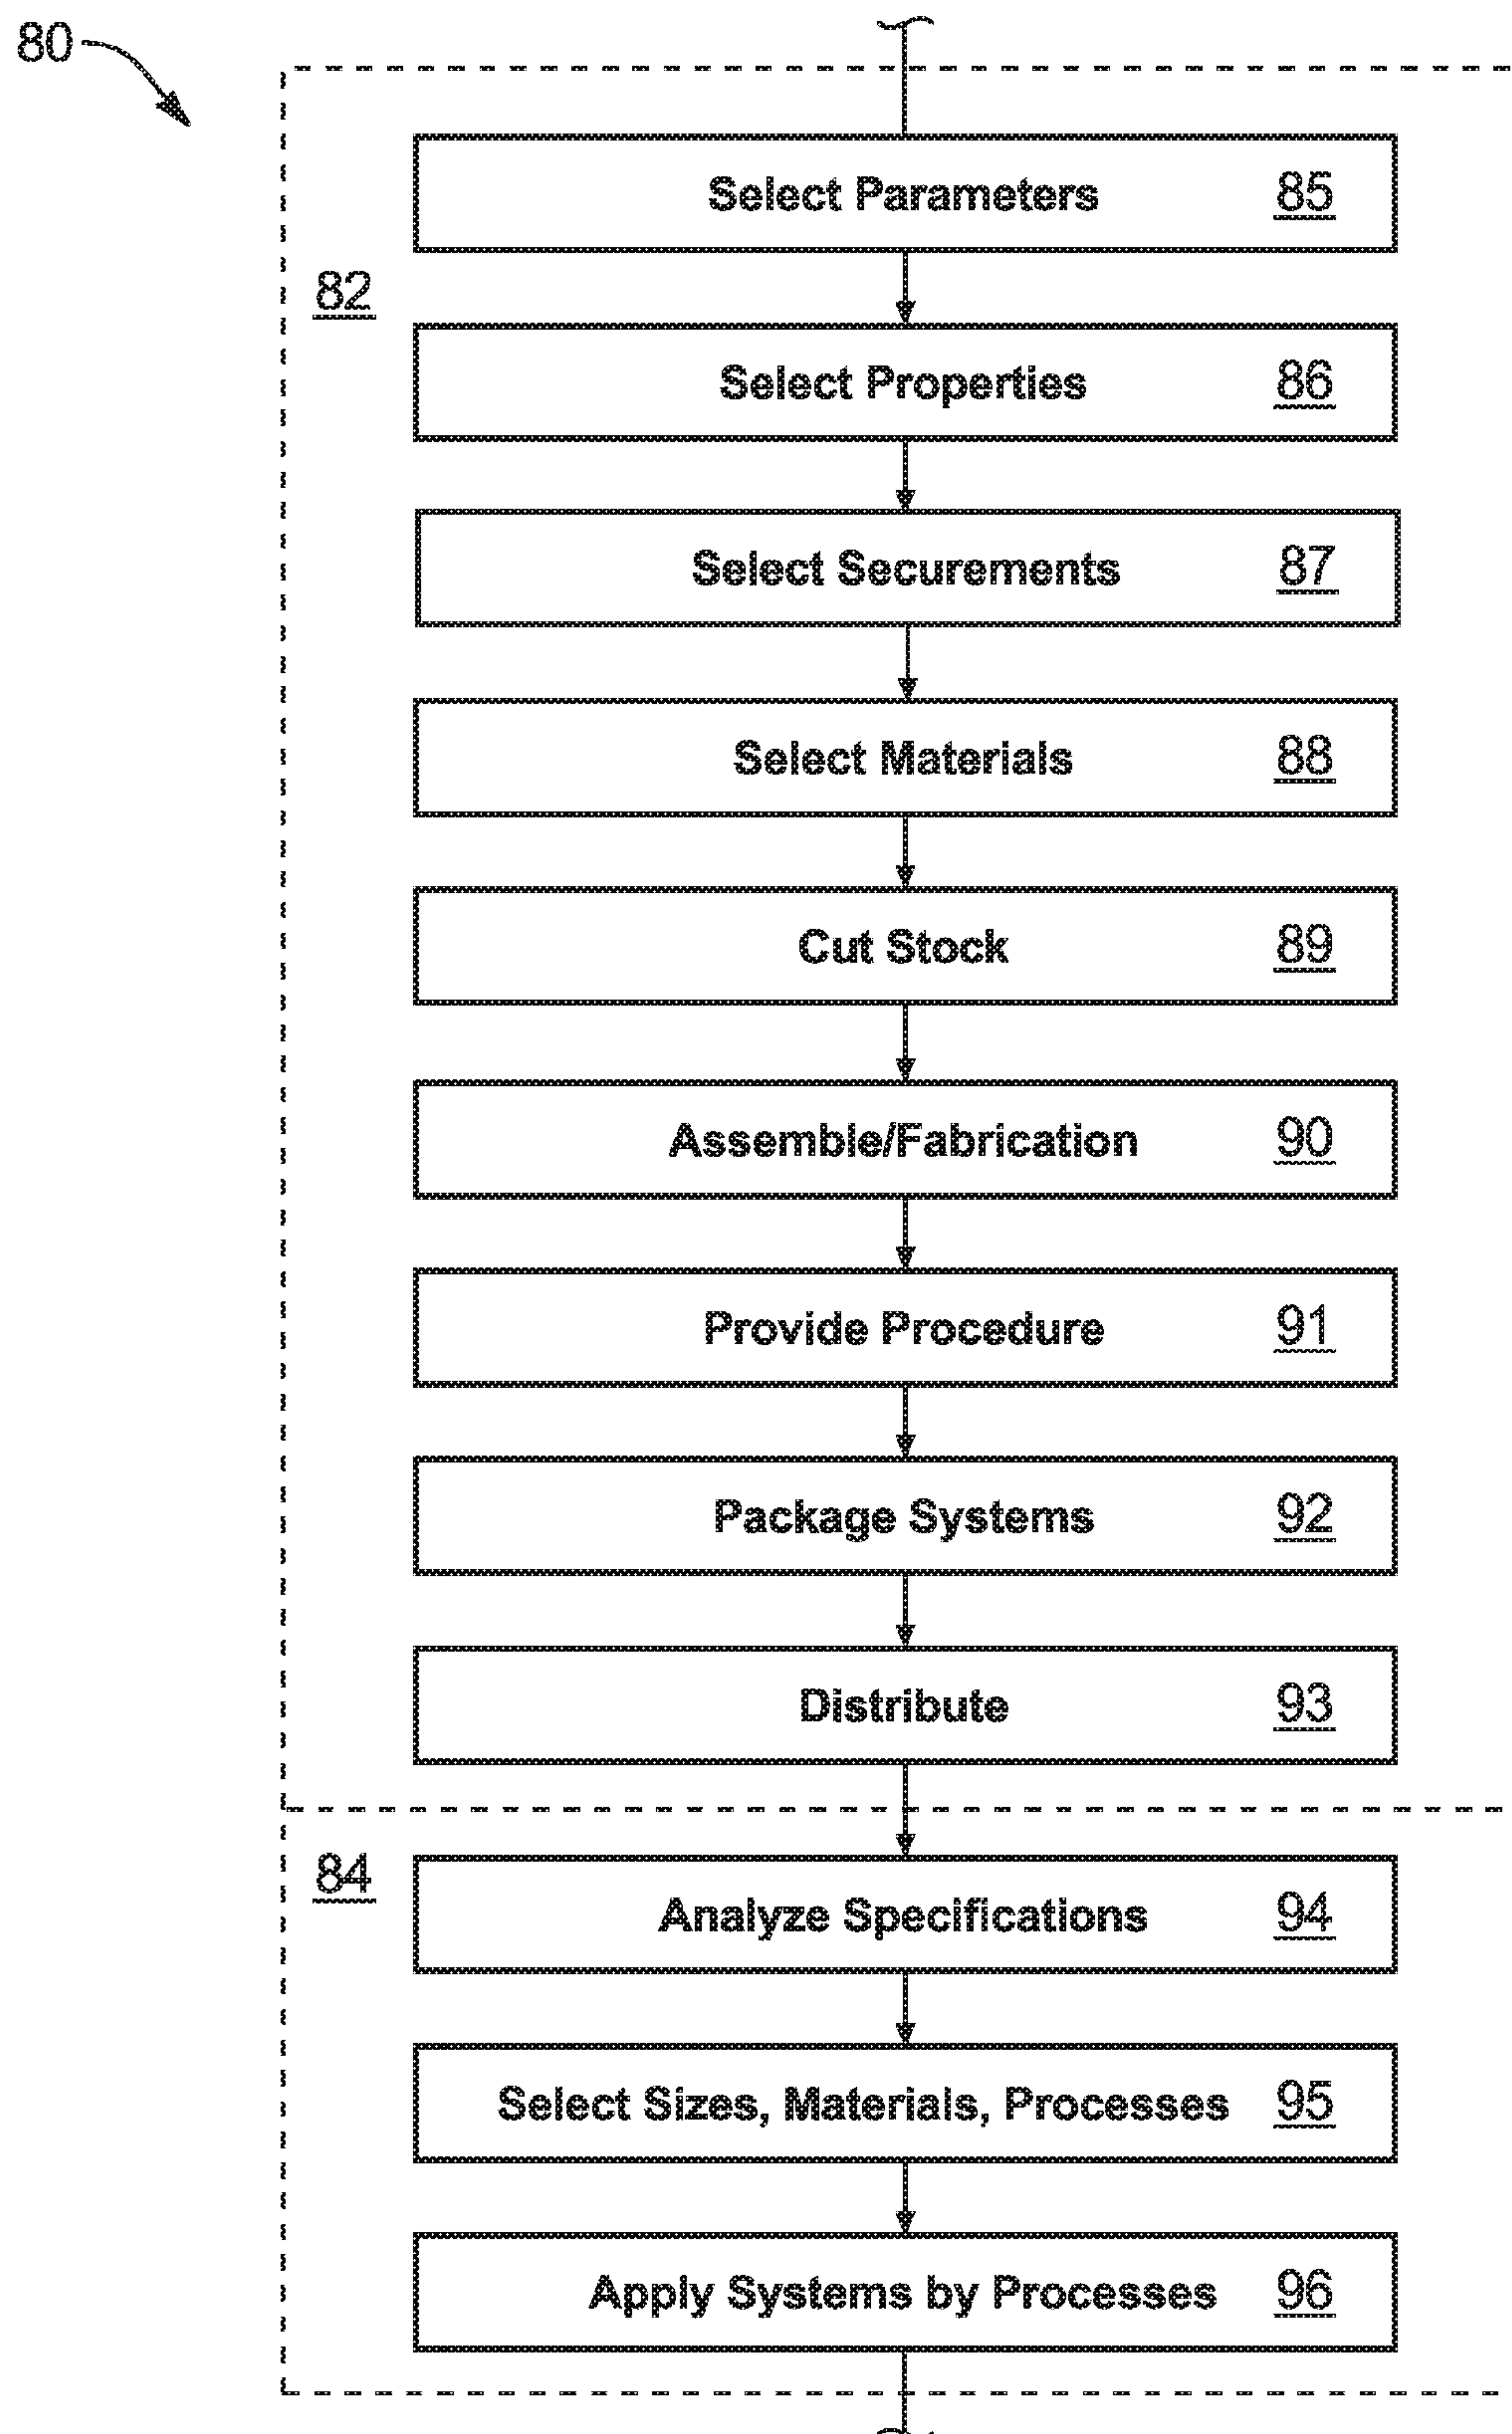 80
Select Parameters 85
82
Select Properties 86
Select Securements 87
Select Materials 88
Cut Stock 89
Assemble/Fabrication 90
Provide Procedure 91
Package Systems 92
Distribute 93
84
Analyze Specifications 94
Select Sizes, Materials, Processes 95
Apply Systems by Processes 96